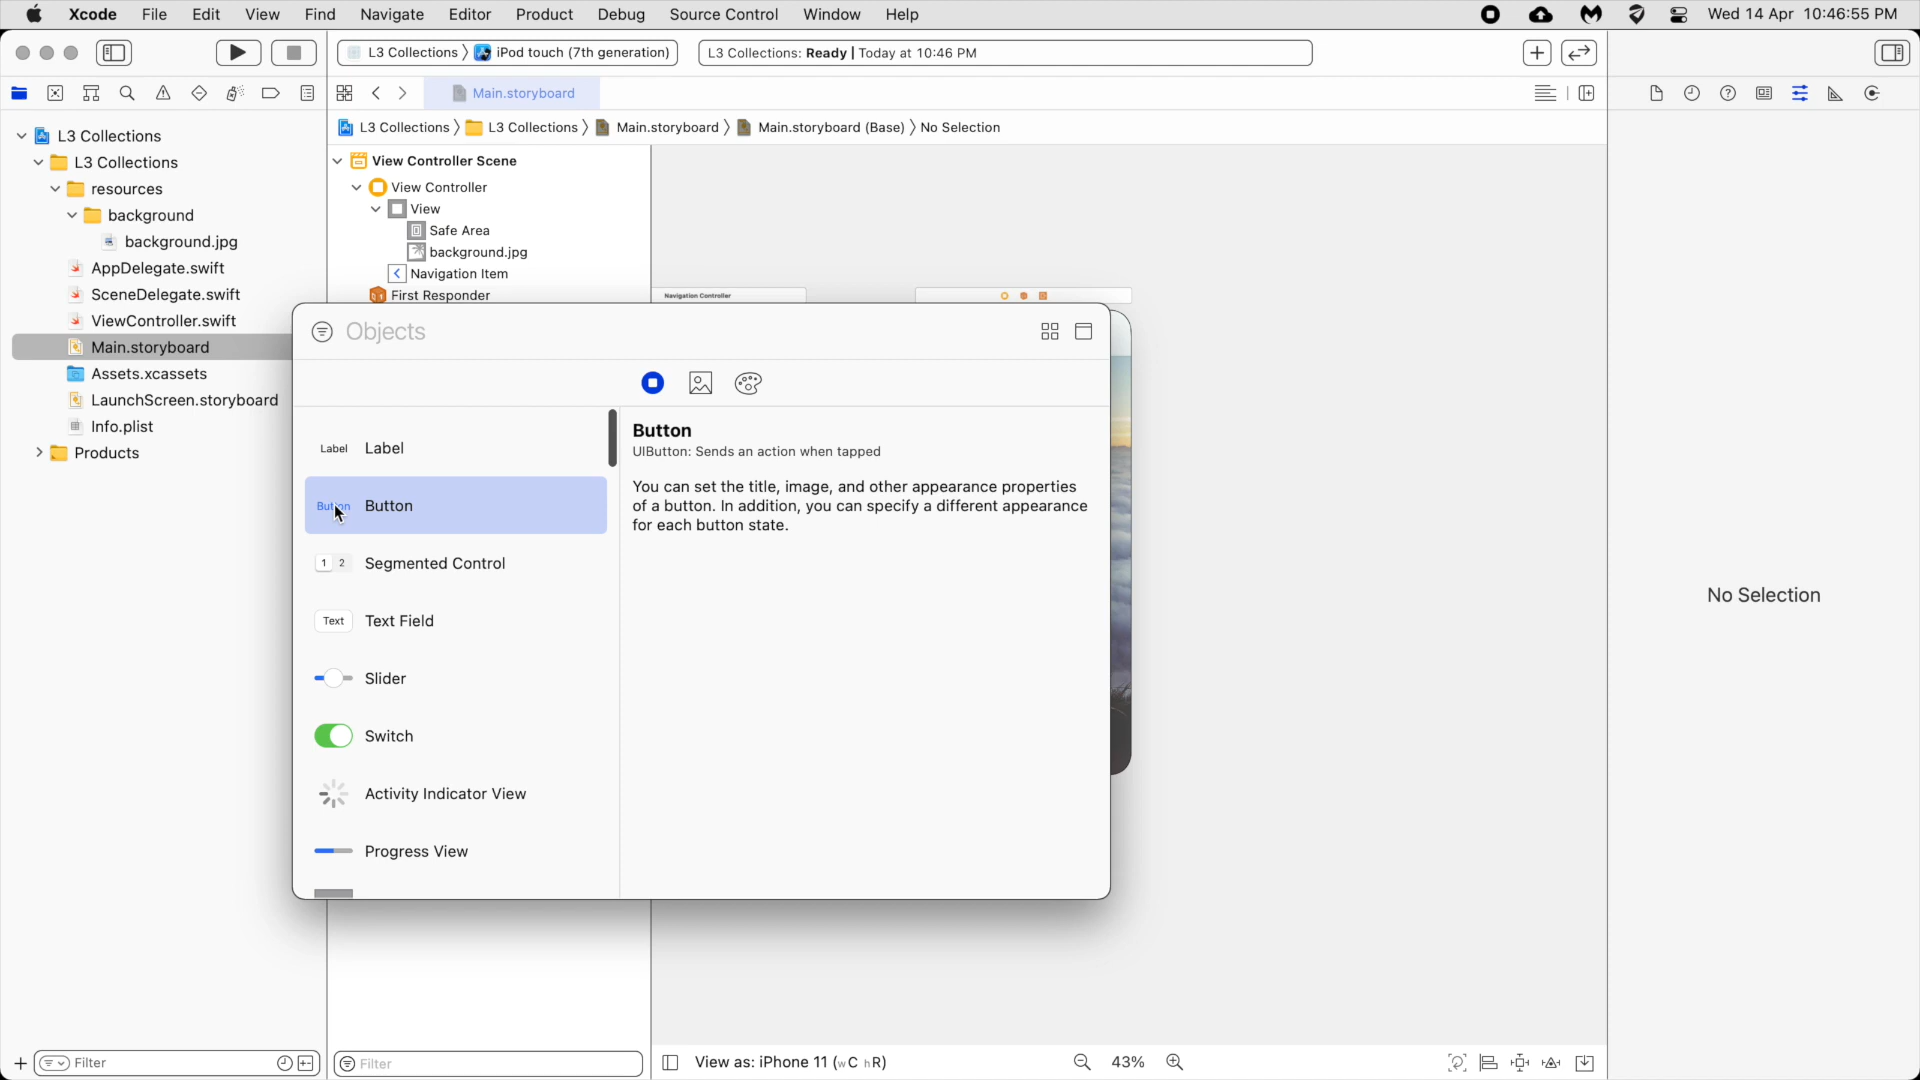 Xcode File Edit View Find Navigate Editor Product Debug Source Control Window Help Wed 14 Apr 10:46:55 PM
L3 Collections iPod touch (7th generation) L3 Collections: Ready | Today at 10:46 PM
Main.storyboard
L3 Collections L3 Collections Main.storyboard Main.storyboard (Base) No Selection
L3 Collections
L3 Collections
resources
background
background.jpg
AppDelegate.swift
SceneDelegate.swift
ViewController.swift
Main.storyboard
Assets.xcassets
LaunchScreen.storyboard
Info.plist
Products
Filter
View Controller Scene
View Controller
View
Safe Area
background.jpg
Navigation Item
First Responder
Filter
Navigation Controller
Objects
Label Label
Button
1 2 Segmented Control
Text Text Field
Slider
Switch
Activity Indicator View
Progress View
Button
UIButton: Sends an action when tapped
You can set the title, image, and other appearance properties
of a button. In addition, you can specify a different appearance
for each button state.
No Selection
View as: iPhone 11 (wC hR) 43%